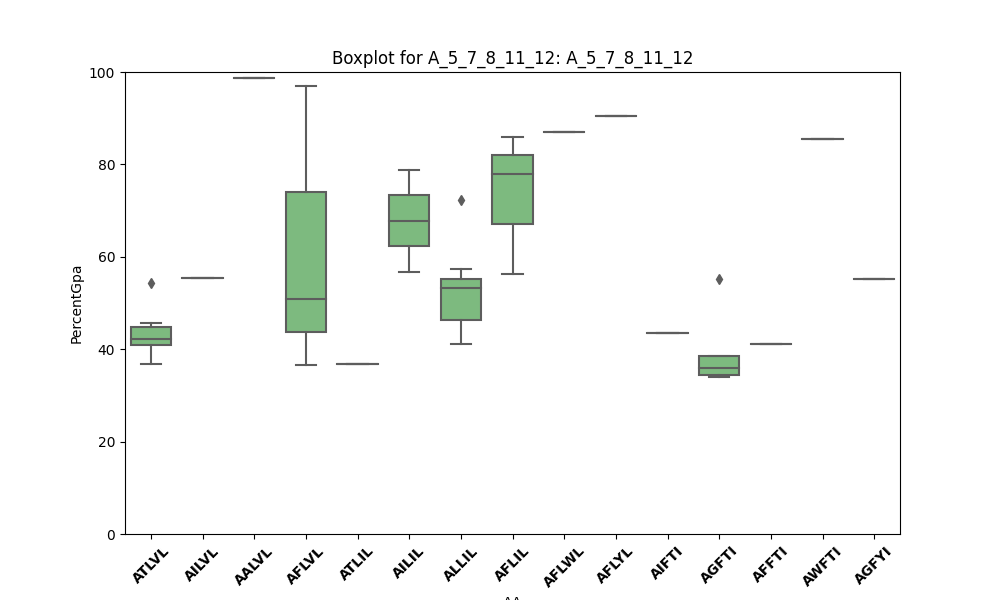 Boxplot for A_5_7_8_11_12: A_5_7_8_11_12
100
80
60
40
20
0
PercentGpa
ATLVL AILVL AALVL AFLVL ATLIL AILIL ALLIL AFLIL AFLWL AFLYL AIFTI AGFTI AFFTI AWFTI AGFYI